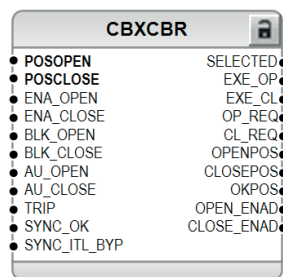 CBXCBR
POSOPEN SELECTED
POSCLOSE EXE_OP
ENA_OPEN EXE_CL
ENA_CLOSE OP_REQ
BLK_OPEN CL_REQ
BLK_CLOSE OPENPOS
AU_OPEN CLOSEPOS
AU_CLOSE OKPOS
TRIP OPEN_ENAD
SYNC_OK CLOSE_ENAD
SYNC_ITL_BYP